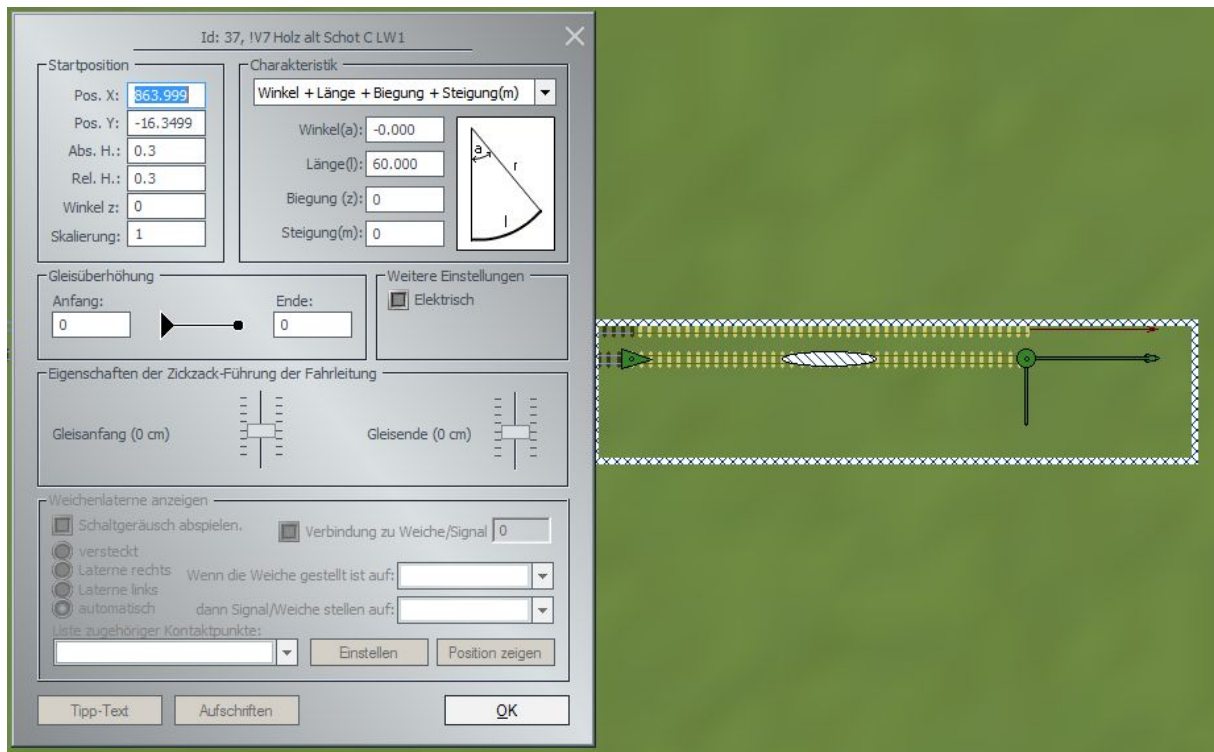 Id: 37, !V7 Holz alt Schot C LW1
Startposition
Pos. X: 863.999
Pos. Y: -16.3499
Abs. H.: 0.3
Rel. H.: 0.3
Winkel z: 0
Skalierung: 1
Charakteristik
Winkel + Länge + Biegung + Steigung(m)
Winkel(a): -0.000
Länge(l): 60.000
Biegung (z): 0
Steigung(m): 0
a
r
l
Gleisüberhöhung
Anfang:
0
Ende:
0
Weitere Einstellungen
Elektrisch
Eigenschaften der Zickzack-Führung der Fahrleitung
Gleisanfang (0 cm)
Gleisende (0 cm)
Weichenlaterne anzeigen
Schaltgeräusch abspielen.
Verbindung zu Weiche/Signal 0
versteckt
Laterne rechts
Laterne links
automatisch
Wenn die Weiche gestellt ist auf:
dann Signal/Weiche stellen auf:
Liste zugehöriger Kontaktpunkte:
Einstellen
Position zeigen
Tipp-Text
Aufschriften
OK